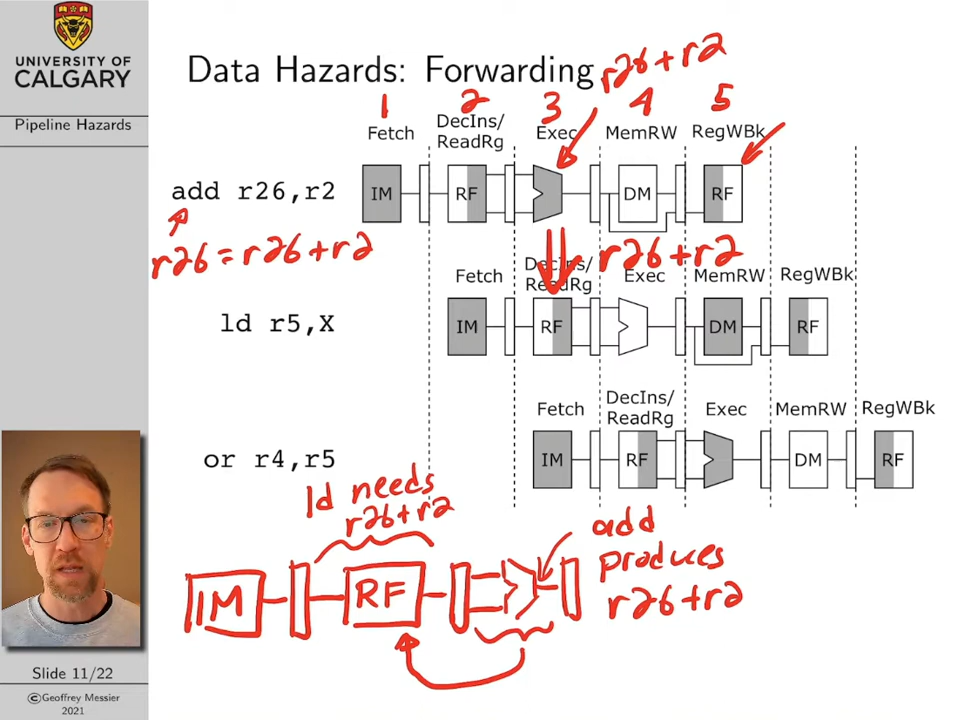 UNIVERSITY OF
CALGARY
Pipeline Hazards
Data Hazards: Forwarding
r26+r2
1 2 3 4 5
Fetch DecIns/ Exec MemRW RegWBk
ReadRg
add r26,r2 IM RF DM RF
r26=r26+r2
r26+r2
Fetch DecIns/ Exec MemRW RegWBk
ReadRg
ld r5,X IM RF DM RF
Fetch DecIns/ Exec MemRW RegWBk
ReadRg
or r4,r5 IM RF DM RF
ld needs
r26+r2
add
produces
r26+r2
IM RF
Slide 11/22
©Geoffrey Messier
2021